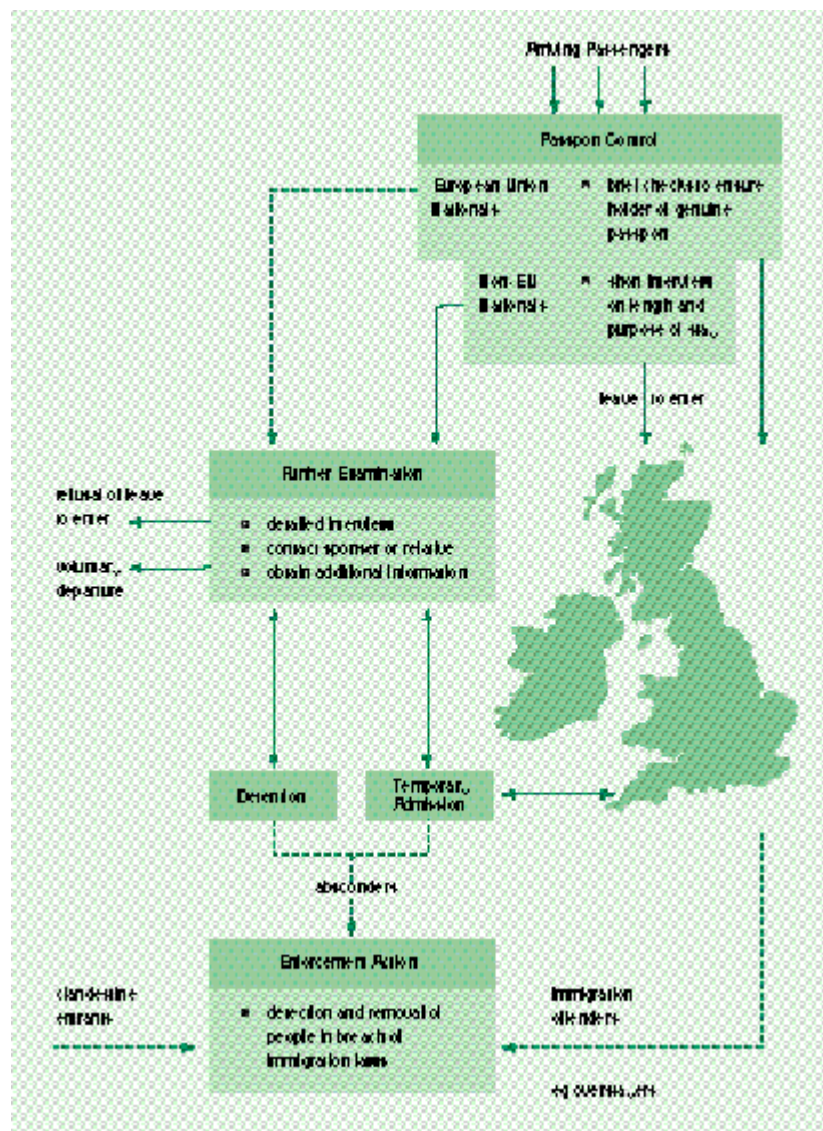 Arriving Passengers
Passport Control
European Union
Nationals
▪ brief checks to ensure
holder of genuine
passport
Non-EU
Nationals
▪ short interview
on length and
purpose of stay
leave to enter
Further Examination
▪ detailed interview
▪ contact sponsor or relative
▪ obtain additional information
refusal of leave
to enter
voluntary
departure
Detention
Temporary
Admission
absconders
Enforcement Action
▪ detection and removal of
people in breach of
immigration laws
clandestine
entrants
immigration
offenders
eg overstayers